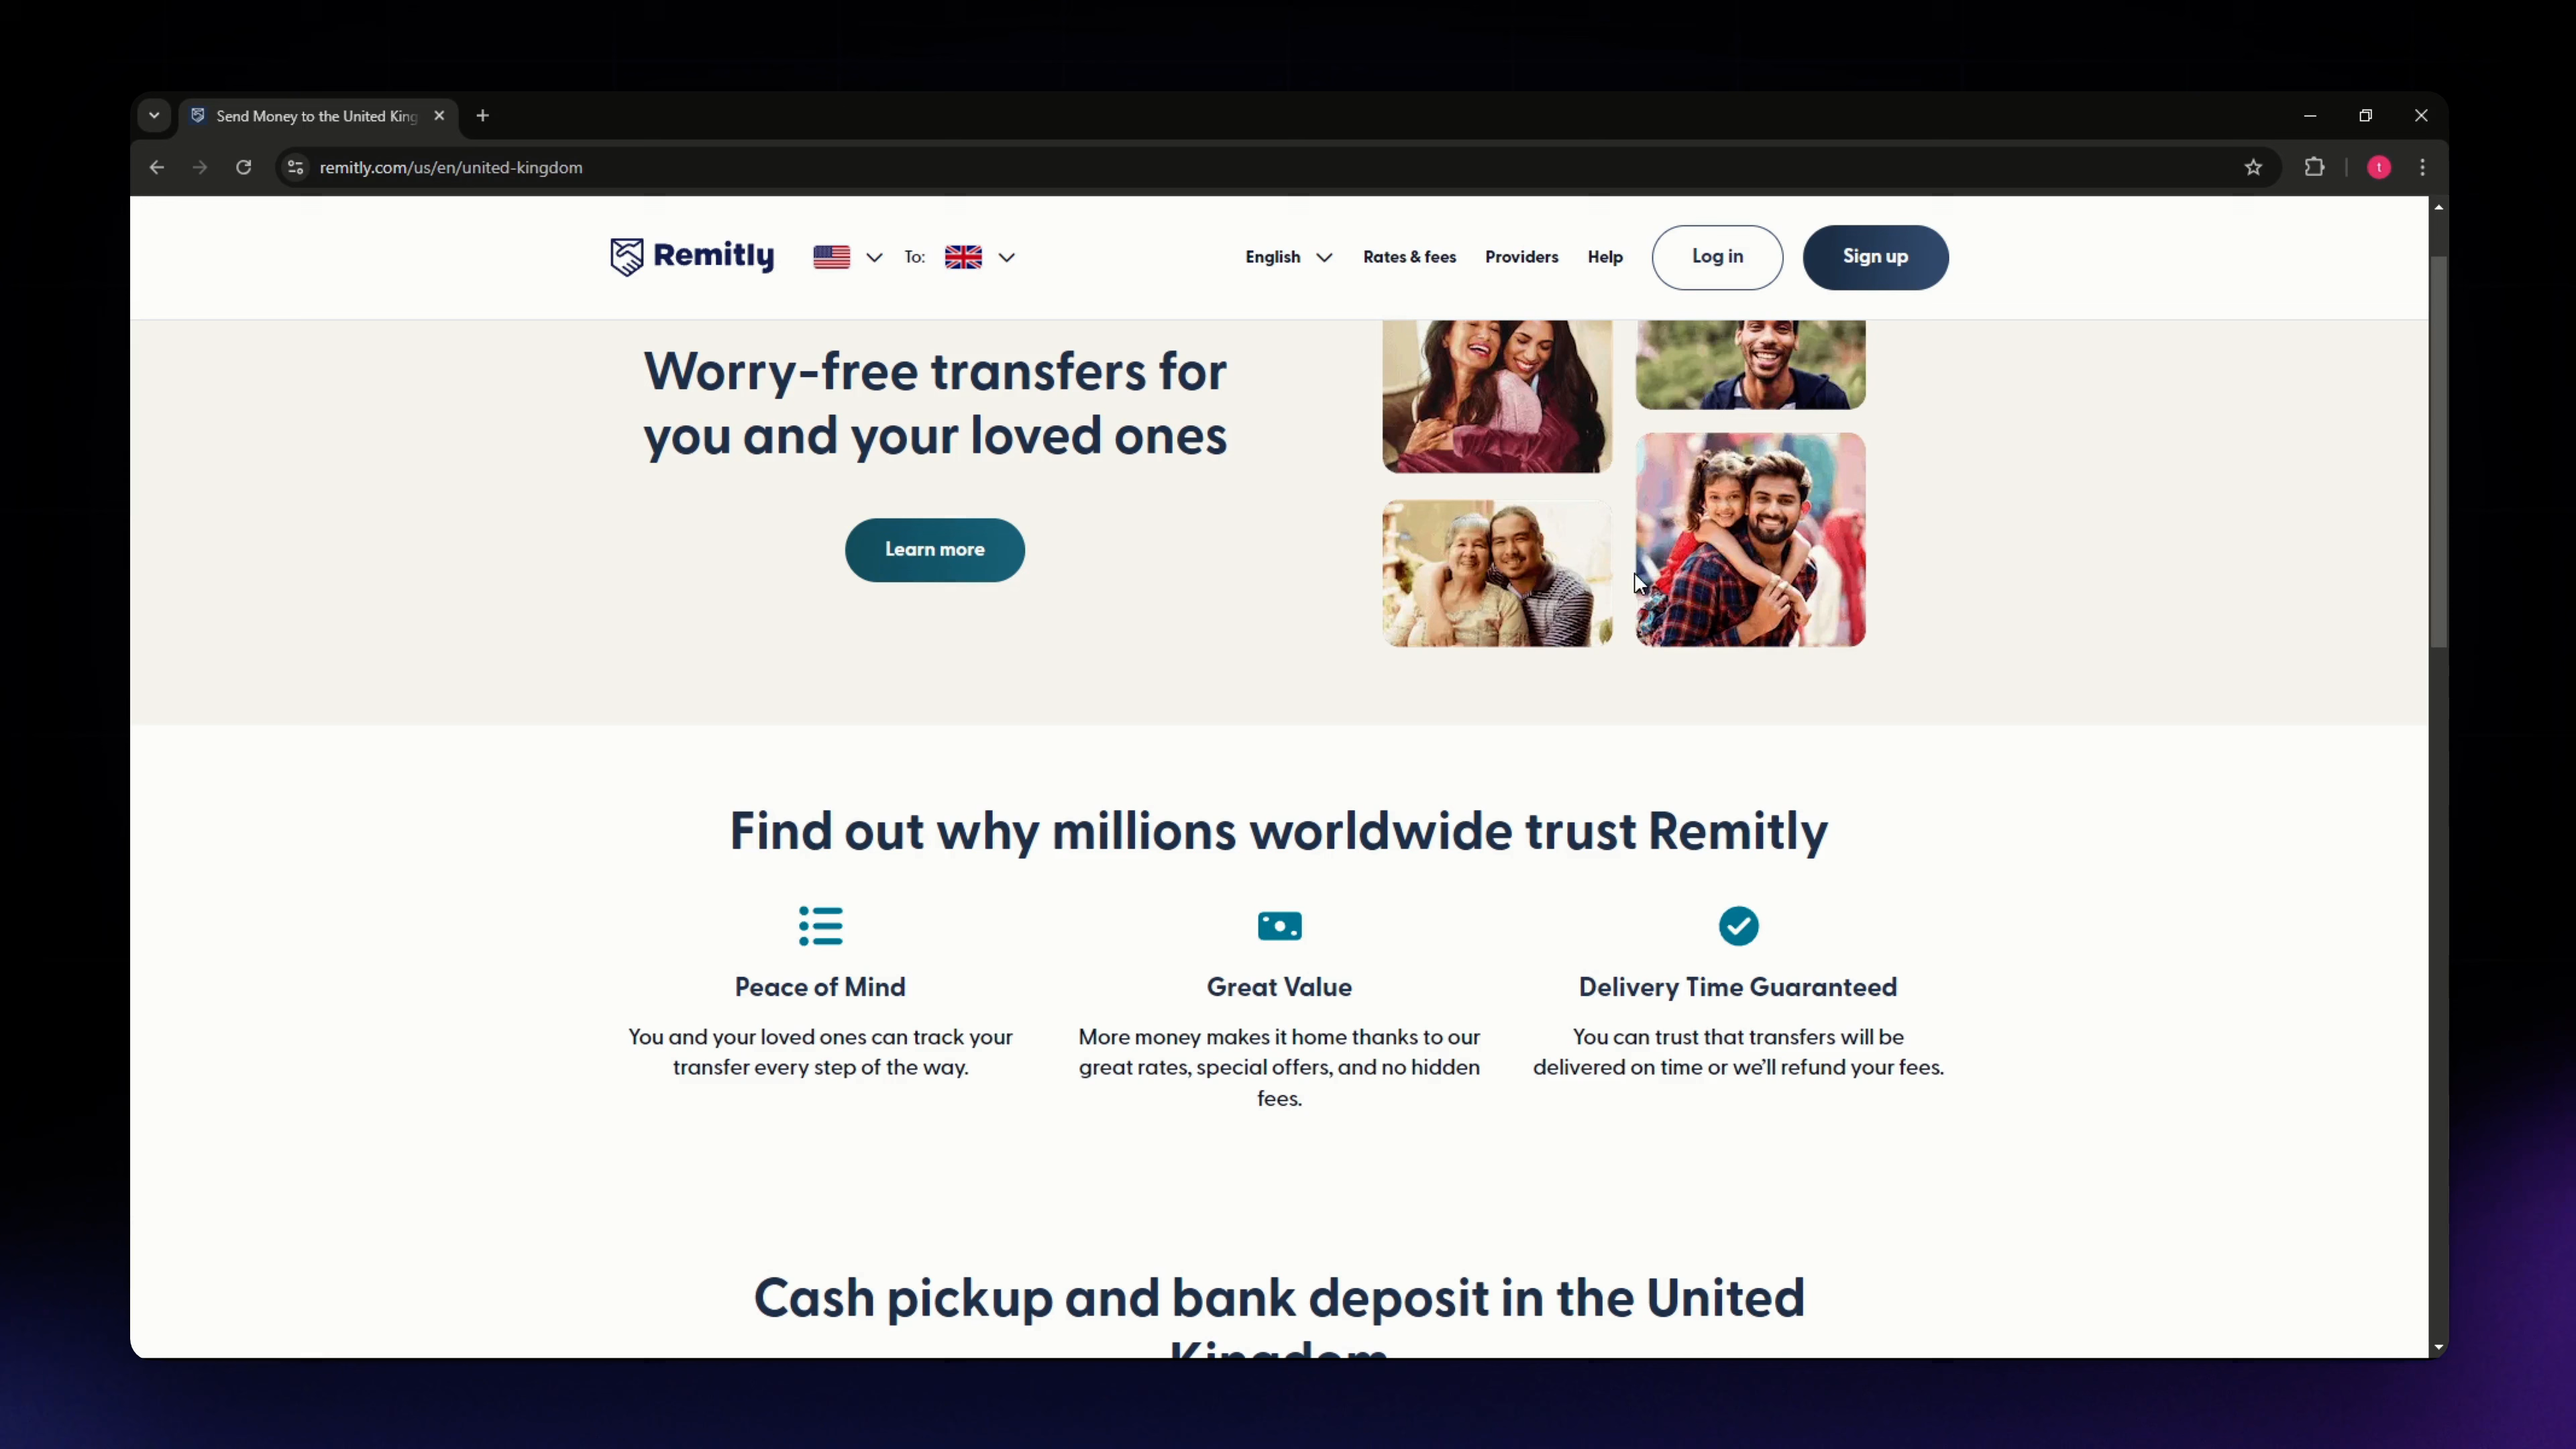 Send Money to the United King
remitly.com/us/en/united-kingdom
t
Remitly
To:
English
Rates & fees
Providers
Help
Log in
Sign up
Worry-free transfers for
you and your loved ones
Learn more
Find out why millions worldwide trust Remitly
Peace of Mind
You and your loved ones can track your
transfer every step of the way.
Great Value
More money makes it home thanks to our
great rates, special offers, and no hidden
fees.
Delivery Time Guaranteed
You can trust that transfers will be
delivered on time or we'll refund your fees.
Cash pickup and bank deposit in the United
Kingdom